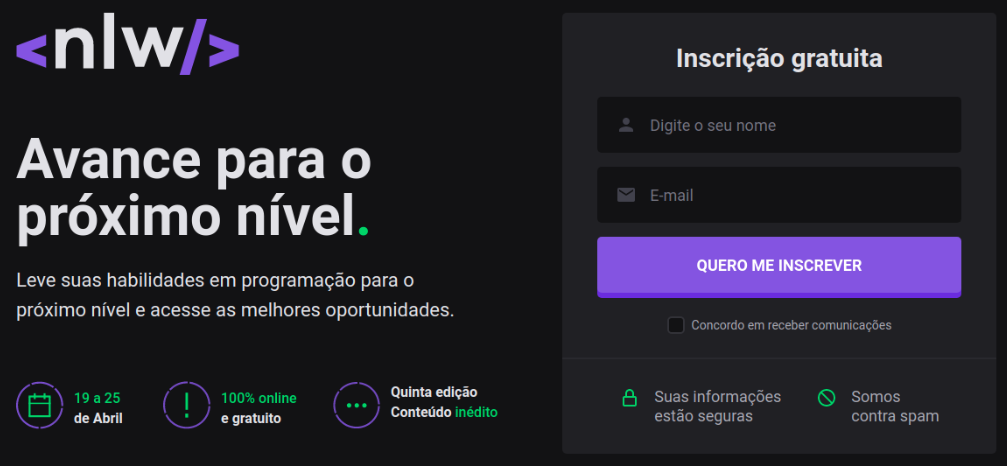 <nlw/>
Avance para o
próximo nível.
Leve suas habilidades em programação para o
próximo nível e acesse as melhores oportunidades.
19 a 25
de Abril
100% online
e gratuito
Quinta edição
Conteúdo inédito
Inscrição gratuita
Digite o seu nome
E-mail
QUERO ME INSCREVER
Concordo em receber comunicações
Suas informações
estão seguras
Somos
contra spam